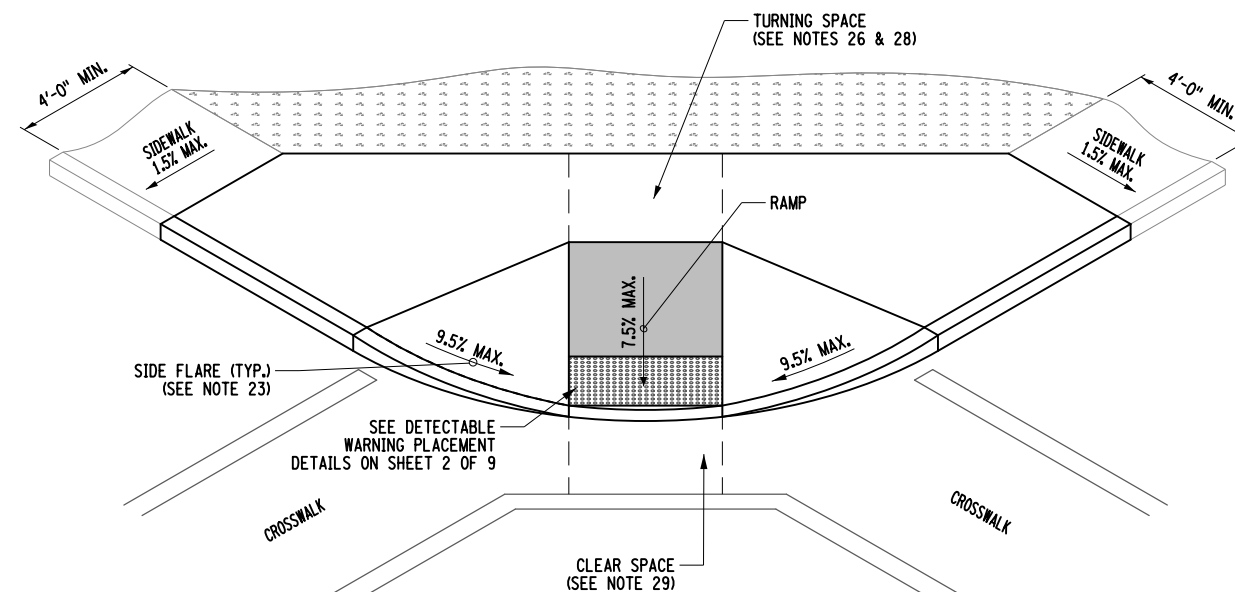 TURNING SPACE
(SEE NOTES 26 & 28)
4'-0" MIN.
4'-0" MIN.
SIDEWALK
1.5% MAX.
SIDEWALK
1.5% MAX.
RAMP
7.5% MAX.
9.5% MAX.
9.5% MAX.
SIDE FLARE (TYP.)
(SEE NOTE 23)
SEE DETECTABLE
WARNING PLACEMENT
DETAILS ON SHEET 2 OF 9
CROSSWALK
CROSSWALK
CLEAR SPACE
(SEE NOTE 29)